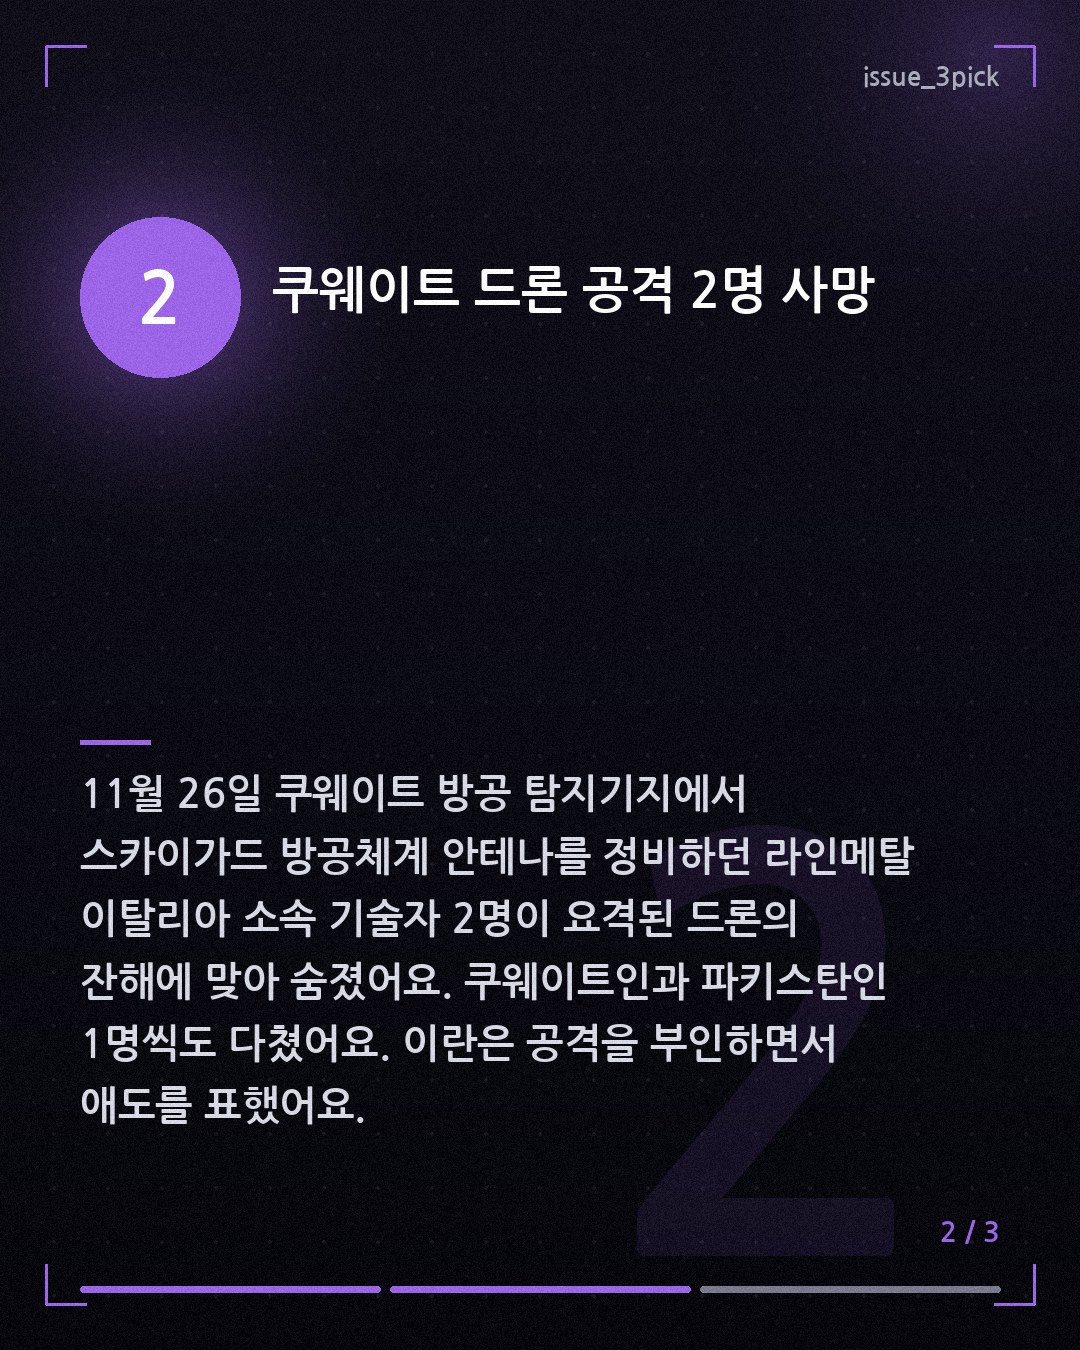 issue_3pick
2
쿠웨이트 드론 공격 2명 사망
11월 26일 쿠웨이트 방공 탐지기지에서
스카이가드 방공체계 안테나를 정비하던 라인메탈
이탈리아 소속 기술자 2명이 요격된 드론의
잔해에 맞아 숨졌어요. 쿠웨이트인과 파키스탄인
1명씩도 다쳤어요. 이란은 공격을 부인하면서
애도를 표했어요.
2
2 / 3